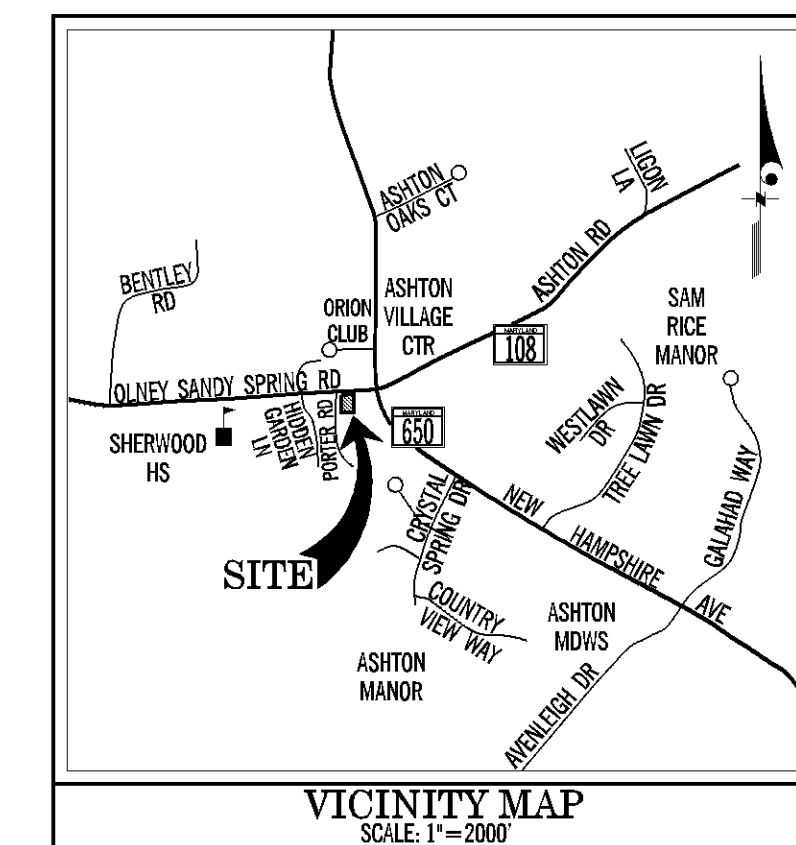 ASHTON
OAKS CT
LIGON
LA
BENTLEY
RD
ORION
CLUB
ASHTON
VILLAGE
CTR
ASHTON RD
SAM
RICE
MANOR
MARYLAND
108
OLNEY SANDY SPRING RD
SHERWOOD
HS
HIDDEN
GARDEN
LN
PORTER RD
MARYLAND
650
WESTLAWN
DR
TREE LAWN DR
GALAHAD WAY
CRYSTAL
SPRING DR
NEW HAMPSHIRE AVE
SITE
COUNTRY
VIEW WAY
ASHTON
MDWS
ASHTON
MANOR
AVENLEIGH DR
VICINITY MAP
SCALE: 1"=2000'